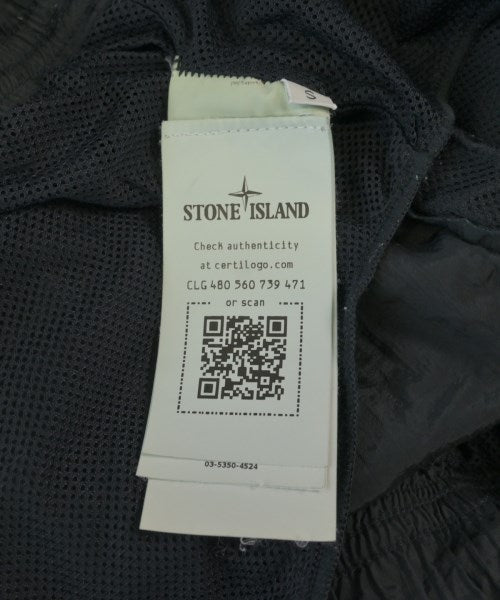 S
STONE ISLAND
Check authenticity
at certilogo.com
CLG 480 560 739 471
or scan
03-5350-4524